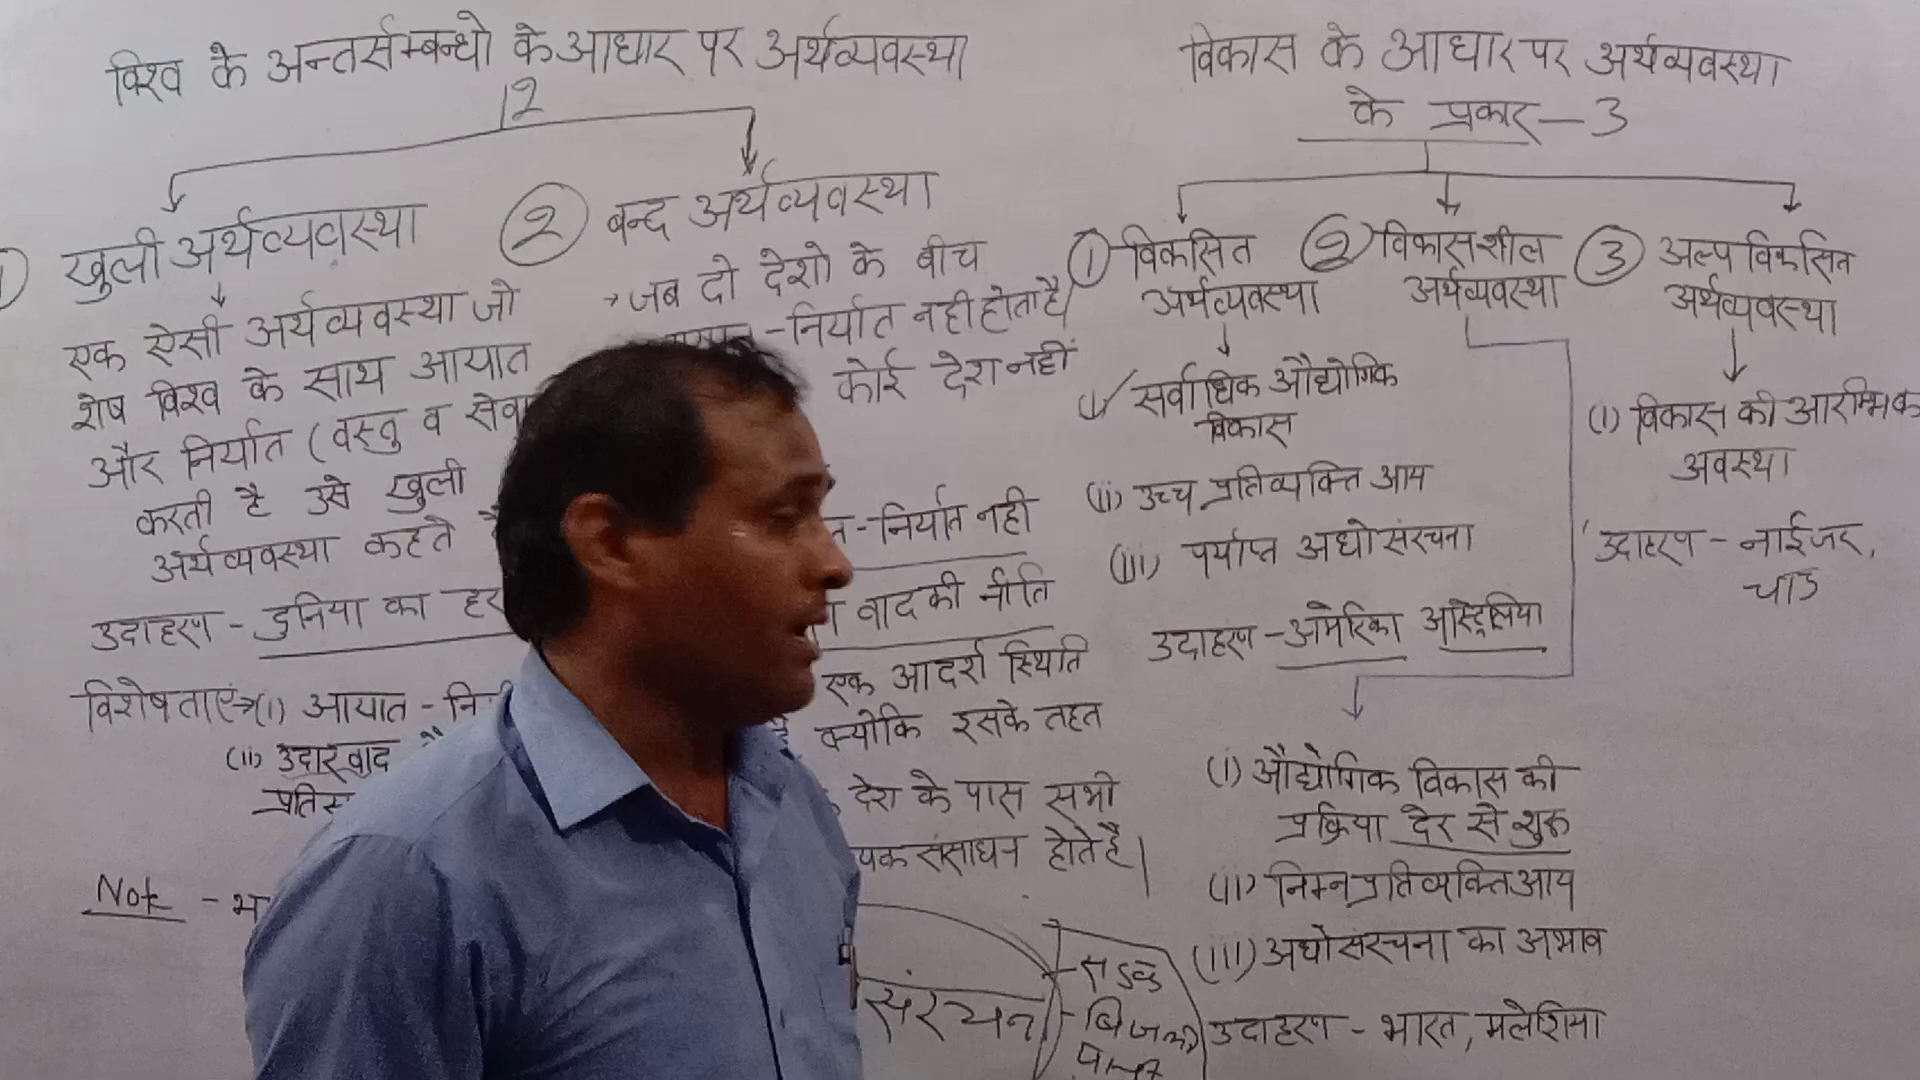 विश्व के अन्तर्सम्बन्धो के आधार पर अर्थव्यवस्था
2
खुली अर्थव्यवस्था
एक ऐसी अर्थव्यवस्था जो
शेष विश्व के साथ आयात
और निर्यात (वस्तु व सेवा
करती है उसे खुली
अर्थव्यवस्था कहते
उदाहरण - दुनिया का हर
विशेषताएं→(i) आयात -
(ii) उदारवाद
Note -
② बन्द अर्थव्यवस्था
→जब दो देशो के बीच
-निर्यात नही होता है
कोई देश नहीं
-निर्यात नही
वाद की नीति
एक आदर्श स्थिति
क्योकि इसके तहत
देश के पास सभी
संसाधन होते है|
- सडक
- बिजली
विकास के आधार पर अर्थव्यवस्था
के प्रकार – 3
① विकसित
अर्थव्यवस्था
(i) सर्वाधिक औद्योगिक
विकास
(ii) उच्च प्रतिव्यक्ति आय
(iii) पर्याप्त अधोसंरचना
उदाहरण - अमेरिका आस्ट्रेलिया
② विकासशील
अर्थव्यवस्था
(i) औद्योगिक विकास की
प्रक्रिया देर से शुरू
(ii) निम्न प्रतिव्यक्ति आय
(iii) अधोसंरचना का अभाव
उदाहरण - भारत, मलेशिया
③ अल्प विकसित
अर्थव्यवस्था
(i) विकास की आरम्भिक
अवस्था
उदाहरण - नाईजर,
चाड